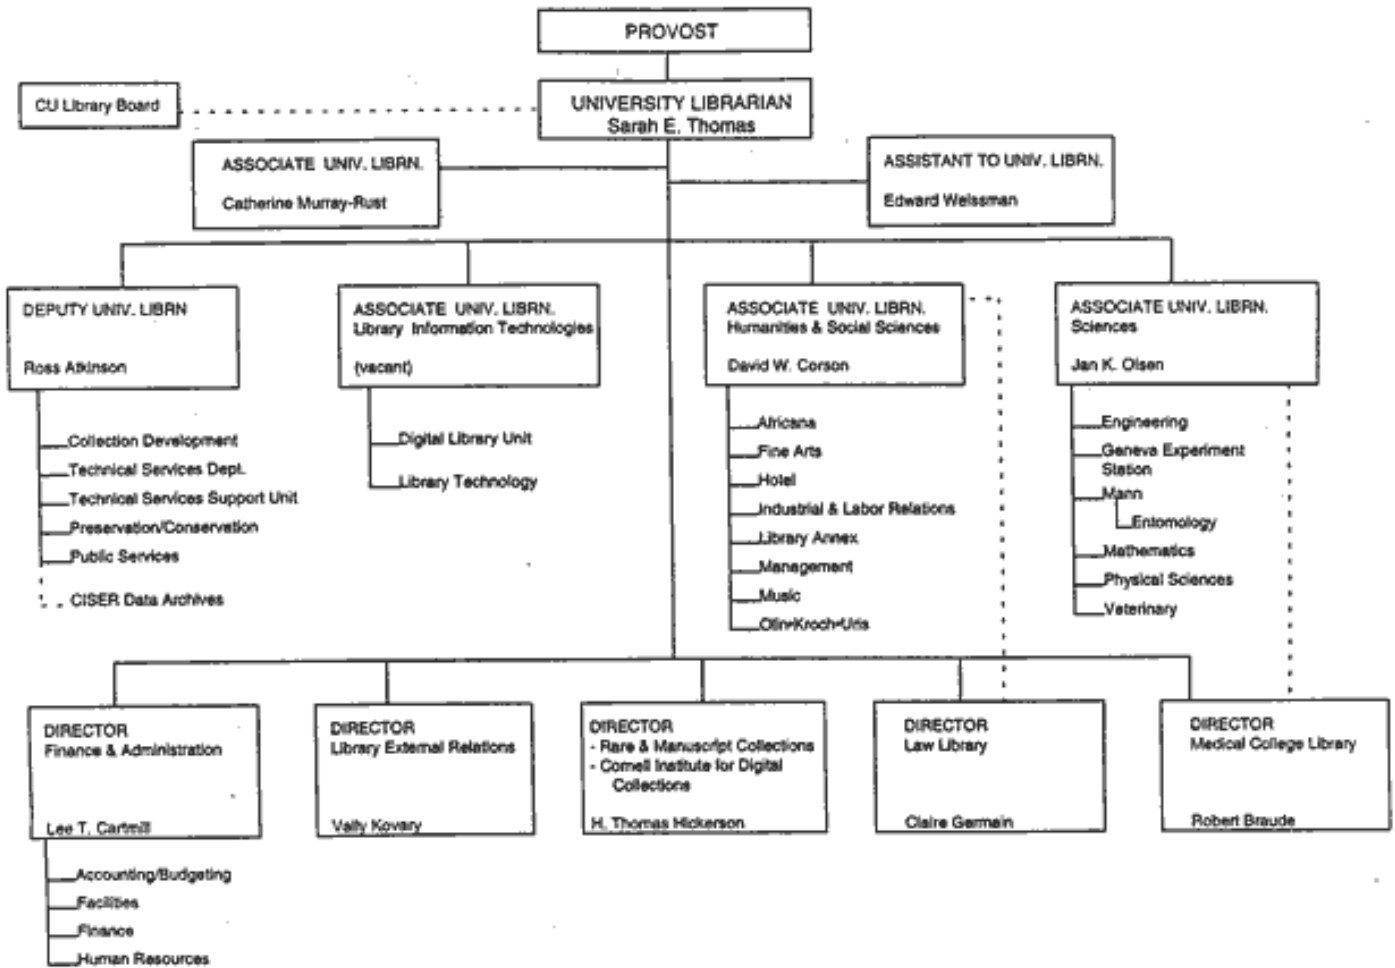 PROVOST
CU Library Board
UNIVERSITY LIBRARIAN
Sarah E. Thomas
ASSOCIATE UNIV. LIBRN.
Catherine Murray-Rust
ASSISTANT TO UNIV. LIBRN.
Edward Weissman
DEPUTY UNIV. LIBRN
Ross Atkinson
Collection Development
Technical Services Dept.
Technical Services Support Unit
Preservation/Conservation
Public Services
CISER Data Archives
ASSOCIATE UNIV. LIBRN.
Library Information Technologies
(vacant)
Digital Library Unit
Library Technology
ASSOCIATE UNIV. LIBRN.
Humanities & Social Sciences
David W. Corson
Africana
Fine Arts
Hotel
Industrial & Labor Relations
Library Annex
Management
Music
Olin•Kroch•Uris
ASSOCIATE UNIV. LIBRN.
Sciences
Jan K. Olsen
Engineering
Geneva Experiment
Station
Mann
Entomology
Mathematics
Physical Sciences
Veterinary
DIRECTOR
Finance & Administration
Lee T. Cartmill
Accounting/Budgeting
Facilities
Finance
Human Resources
DIRECTOR
Library External Relations
Vally Kovary
DIRECTOR
- Rare & Manuscript Collections
- Cornell Institute for Digital
Collections
H. Thomas Hickerson
DIRECTOR
Law Library
Claire Germain
DIRECTOR
Medical College Library
Robert Braude